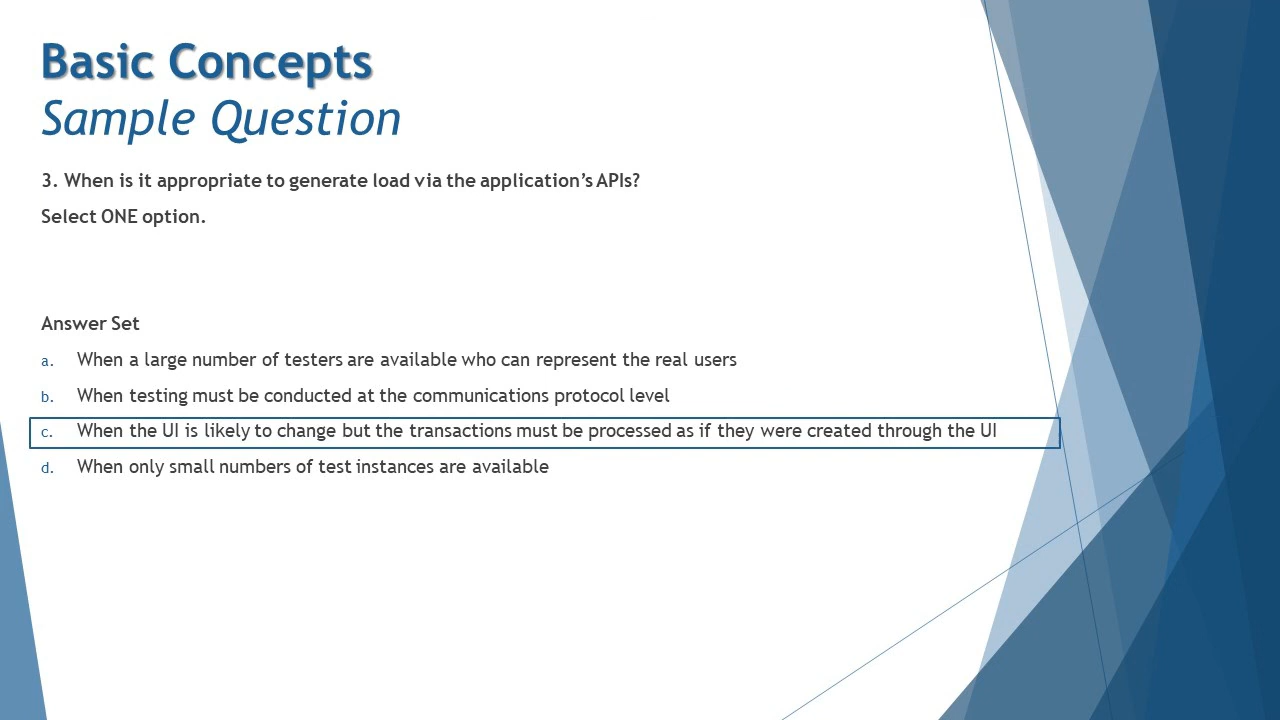 Basic Concepts
Sample Question
3. When is it appropriate to generate load via the application’s APIs?
Select ONE option.
Answer Set
a. When a large number of testers are available who can represent the real users
b. When testing must be conducted at the communications protocol level
c. When the UI is likely to change but the transactions must be processed as if they were created through the UI
d. When only small numbers of test instances are available